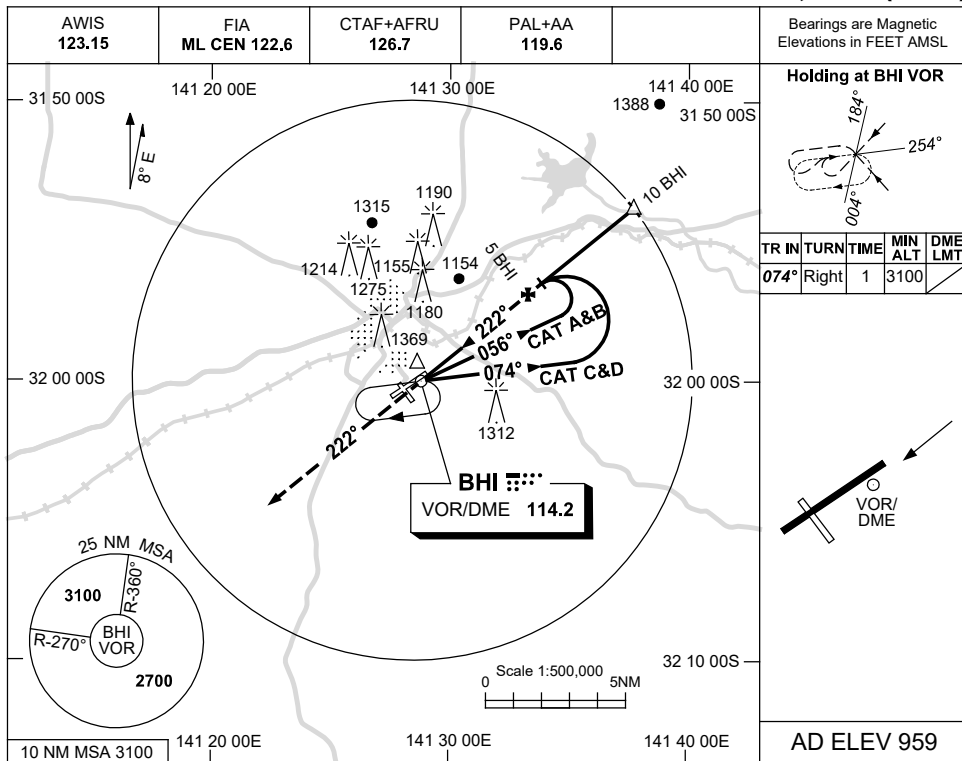 AWIS
123.15
FIA
ML CEN 122.6
CTAF+AFRU
126.7
PAL+AA
119.6
Bearings are Magnetic
Elevations in FEET AMSL
31 50 00S
141 20 00E
141 30 00E
141 40 00E
1388
31 50 00S
8° E
10 BHI
5 BHI
1190
1315
1214
1155
1154
1275
1180
1369
222°
056°
CAT A&B
074°
CAT C&D
32 00 00S
32 00 00S
1312
222°
BHI
VOR/DME 114.2
25 NM MSA
3100
R-360°
R-270°
BHI
VOR
2700
32 10 00S
Scale 1:500,000
0 5NM
10 NM MSA 3100
141 20 00E
141 30 00E
141 40 00E
Holding at BHI VOR
184°
254°
004°
TR IN TURN TIME MIN ALT DME LMT
074° Right 1 3100
VOR/
DME
AD ELEV 959